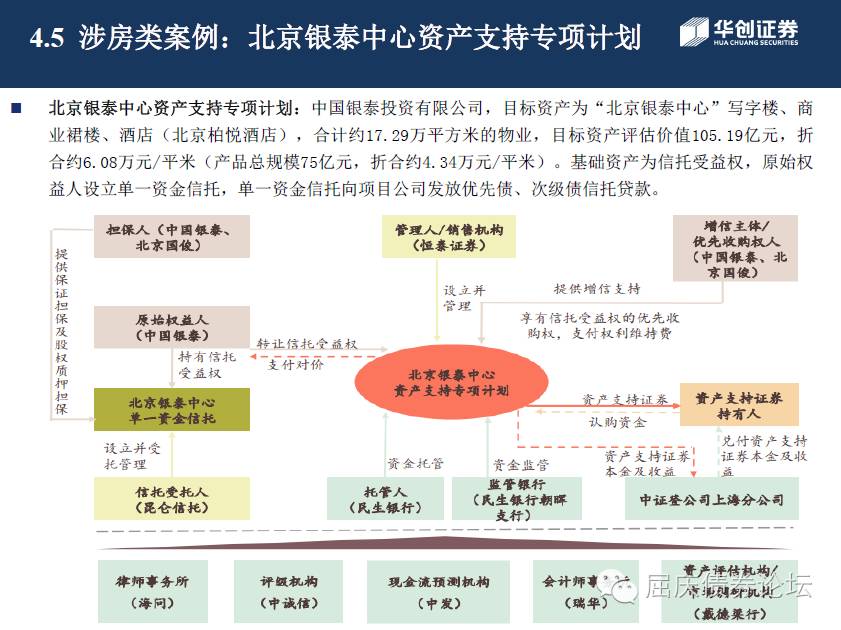 4.5 涉房类案例：北京银泰中心资产支持专项计划
华创证券
HUA CHUANG SECURITIES
北京银泰中心资产支持专项计划：中国银泰投资有限公司，目标资产为“北京银泰中心”写字楼、商
业裙楼、酒店（北京柏悦酒店），合计约17.29万平方米的物业，目标资产评估价值105.19亿元，折
合约6.08万元/平米（产品总规模75亿元，折合约4.34万元/平米）。基础资产为信托受益权，原始权
益人设立单一资金信托，单一资金信托向项目公司发放优先债、次级债信托贷款。
担保人（中国银泰、
北京国俊）
管理人/销售机构
（恒泰证券）
增信主体/
优先收购权人
（中国银泰、北
京国俊）
提供保证担保及股权质押担保
设立并
管理
提供增信支持
原始权益人
（中国银泰）
享有信托受益权的优先收
购权，支付权利维持费
转让信托受益权
支付对价
持有信托
受益权
北京银泰中心
资产支持专项计划
北京银泰中心
单一资金信托
资产支持证券
认购资金
资产支持证券
持有人
设立并受
托管理
资金托管
资金监管
资产支持证券
本金及收益
兑付资产支持
证券本金及收
益
信托受托人
（昆仑信托）
托管人
（民生银行）
监管银行
（民生银行朝晖
支行）
中证登公司上海分公司
律师事务所
（海问）
评级机构
（中诚信）
现金流预测机构
（中发）
会计师事
（瑞华）
资产评估机构/
市场调研机构
（戴德梁行）
屈庆债券论坛